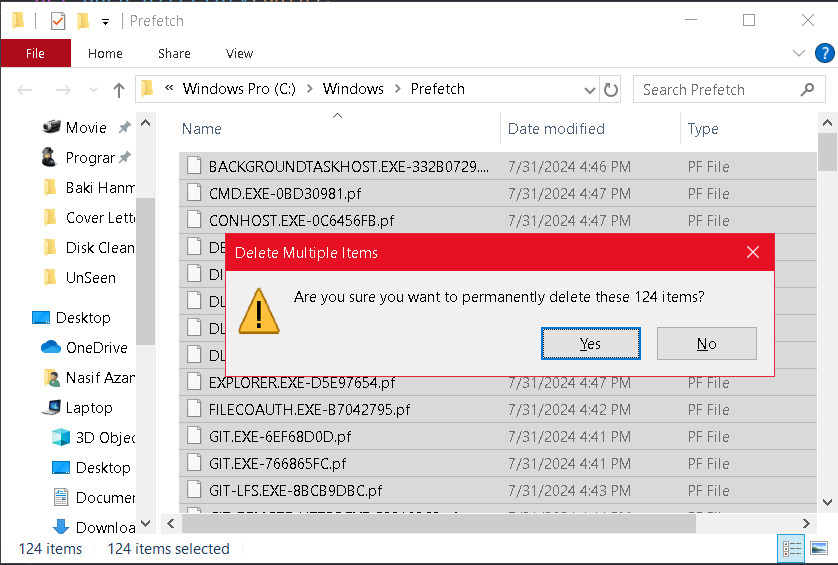 Prefetch
File Home Share View
« Windows Pro (C:) > Windows > Prefetch
Search Prefetch
Movie
Prograr
Baki Hanm
Cover Lette
Disk Clean
UnSeen
Desktop
OneDrive
Nasif Azan
Laptop
3D Objec
Desktop
Documen
Downloa
Name Date modified Type
BACKGROUNDTASKHOST.EXE-332B0729.... 7/31/2024 4:46 PM PF File
CMD.EXE-0BD30981.pf 7/31/2024 4:47 PM PF File
CONHOST.EXE-0C6456FB.pf 7/31/2024 4:47 PM PF File
DE
DI
DL
DL
DL
Delete Multiple Items
Are you sure you want to permanently delete these 124 items?
Yes No
EXPLORER.EXE-D5E97654.pf 7/31/2024 4:47 PM PF File
FILECOAUTH.EXE-B7042795.pf 7/31/2024 4:42 PM PF File
GIT.EXE-6EF68D0D.pf 7/31/2024 4:41 PM PF File
GIT.EXE-766865FC.pf 7/31/2024 4:41 PM PF File
GIT-LFS.EXE-8BCB9DBC.pf 7/31/2024 4:43 PM PF File
124 items 124 items selected